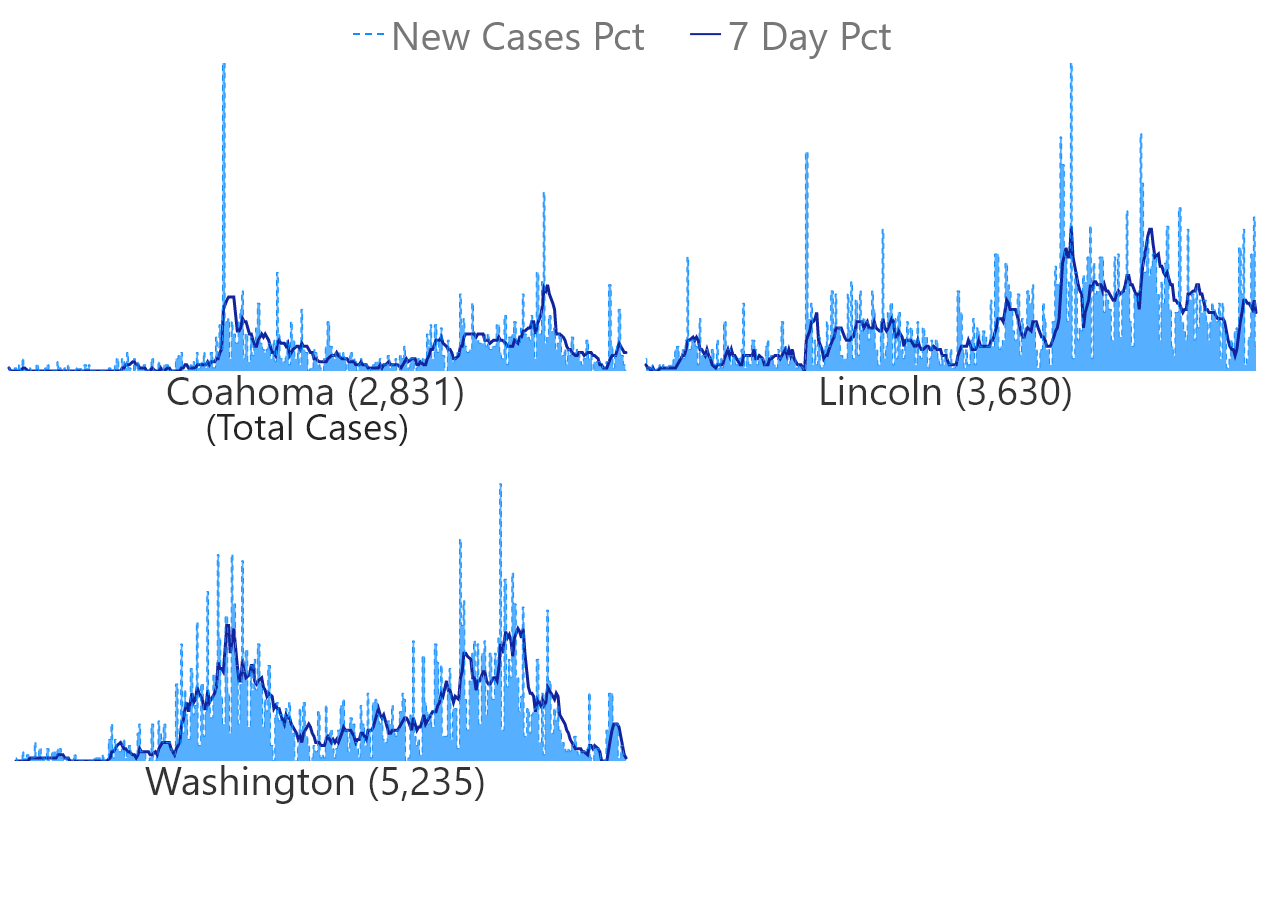 New Cases Pct 7 Day Pct
Coahoma (2,831)
(Total Cases)
Lincoln (3,630)
Washington (5,235)